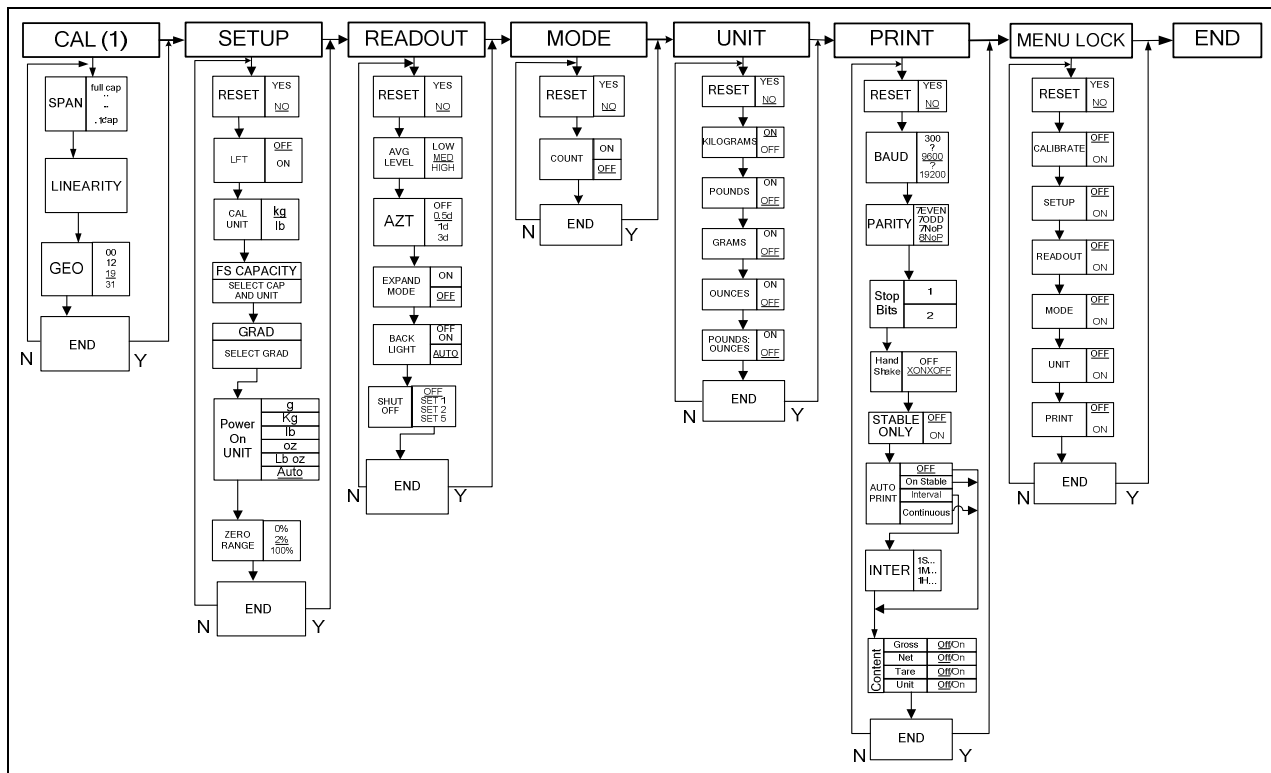 CAL (1)
SPAN
full cap
..
..
.1cap
LINEARITY
GEO
00
12
19
31
END
N
Y
SETUP
RESET
YES
NO
LFT
OFF
ON
CAL
UNIT
kg
lb
FS CAPACITY
SELECT CAP
AND UNIT
GRAD
SELECT GRAD
Power
On
UNIT
g
Kg
lb
oz
Lb oz
Auto
ZERO
RANGE
0%
2%
100%
END
N
Y
READOUT
RESET
YES
NO
AVG
LEVEL
LOW
MED
HIGH
AZT
OFF
0.5d
1d
3d
EXPAND
MODE
ON
OFF
BACK
LIGHT
OFF
ON
AUTO
SHUT
OFF
OFF
SET 1
SET 2
SET 5
END
N
Y
MODE
RESET
YES
NO
COUNT
ON
OFF
END
N
Y
UNIT
RESET
YES
NO
KILOGRAMS
ON
OFF
POUNDS
ON
OFF
GRAMS
ON
OFF
OUNCES
ON
OFF
POUNDS:
OUNCES
ON
OFF
END
N
Y
PRINT
RESET
YES
NO
BAUD
300
?
9600
?
19200
PARITY
7EVEN
7ODD
7NoP
8NoP
Stop
Bits
1
2
Hand
Shake
OFF
XONXOFF
STABLE
ONLY
OFF
ON
AUTO
PRINT
OFF
On Stable
Interval
Continuous
INTER
1S...
1M...
1H...
Content
Gross
Off/On
Net
Off/On
Tare
Off/On
Unit
Off/On
END
N
Y
MENU LOCK
RESET
YES
NO
CALIBRATE
OFF
ON
SETUP
OFF
ON
READOUT
OFF
ON
MODE
OFF
ON
UNIT
OFF
ON
PRINT
OFF
ON
END
N
Y
END